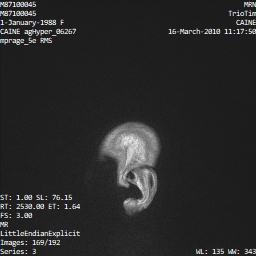 M87100045
M87100045
1-January-1988 F
CAINE agHyper_06267
mprage_5e RMS
MRN
TrioTim
CAINE
16-March-2010 11:17:50
ST: 1.00 SL: 76.15
RT: 2530.00 ET: 1.64
FS: 3.00
MR
LittleEndianExplicit
Images: 169/192
Series: 3
WL: 135 WW: 343